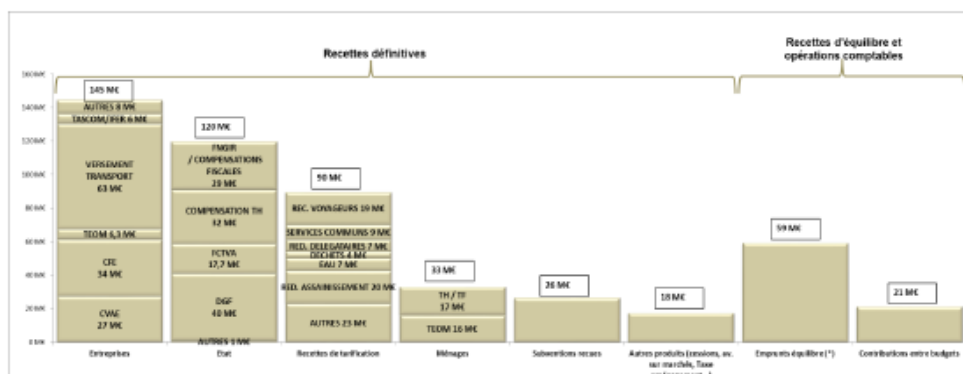 Recettes définitives
Recettes d'équilibre et
opérations comptables
160 M€
140 M€
120 M€
100 M€
80 M€
60 M€
40 M€
20 M€
0 M€
145 M€
AUTRES 8 M€
TASCOM/IFER 6 M€
VERSEMENT
TRANSPORT
63 M€
TEOM 6,3 M€
CFE
34 M€
CVAE
27 M€
120 M€
FNGIR
/ COMPENSATIONS
FISCALES
29 M€
COMPENSATION TH
32 M€
FCTVA
17,7 M€
DGF
40 M€
AUTRES 1 M€
90 M€
REC. VOYAGEURS 19 M€
SERVICES COMMUNS 9 M€
RED. DELEGATAIRES 7 M€
DECHETS 4 M€
EAU 7 M€
RED. ASSAINISSEMENT 20 M€
AUTRES 23 M€
33 M€
TH / TF
17 M€
TEOM 16 M€
26 M€
18 M€
59 M€
21 M€
Entreprises
Etat
Recettes de tarification
Ménages
Subventions recues
Autres produits (cessions, av.
sur marchés, Taxe
Emprunts équilibre (*)
Contributions entre budgets